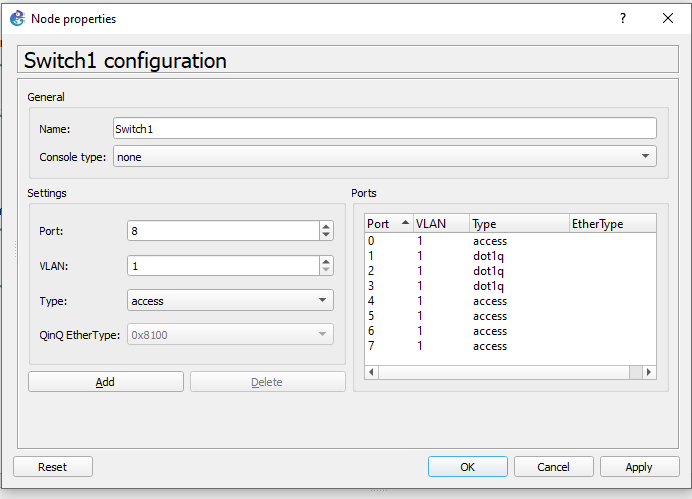 Node properties
?
Switch1 configuration
General
Name: Switch1
Console type: none
Settings
Port: 8
VLAN: 1
Type: access
QinQ EtherType: 0x8100
Add Delete
Ports
Port VLAN Type EtherType
0 1 access
1 1 dot1q
2 1 dot1q
3 1 dot1q
4 1 access
5 1 access
6 1 access
7 1 access
Reset OK Cancel Apply